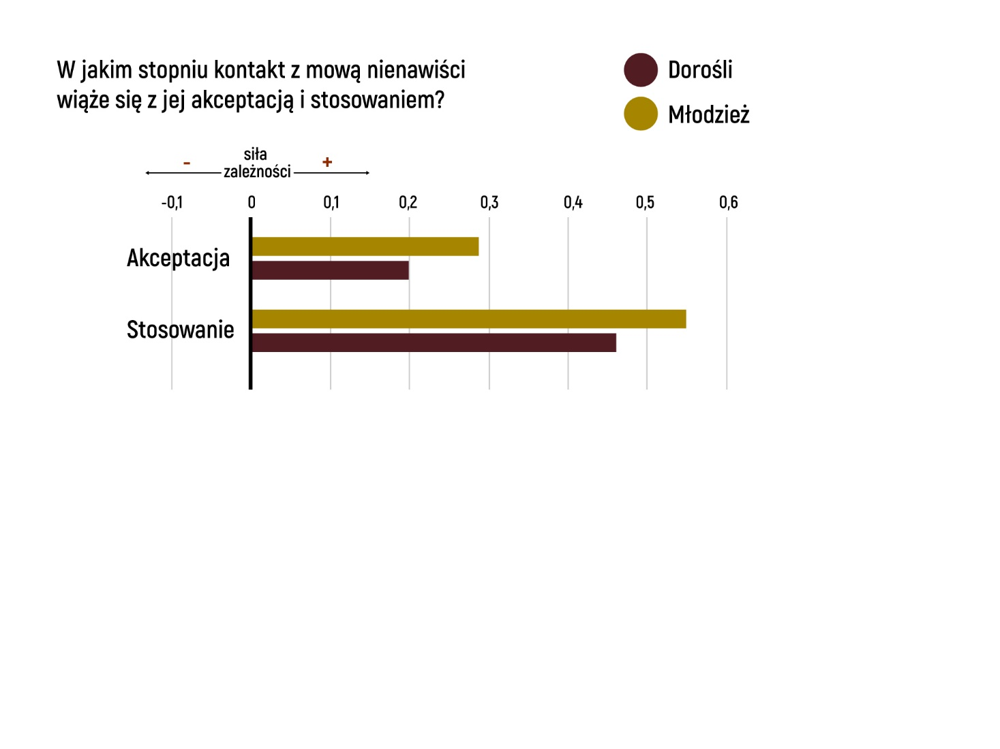 W jakim stopniu kontakt z mową nienawiści
wiąże się z jej akceptacją i stosowaniem?
Dorośli
Młodzież
- siła +
zależności
-0,1 0 0,1 0,2 0,3 0,4 0,5 0,6
Akceptacja
Stosowanie